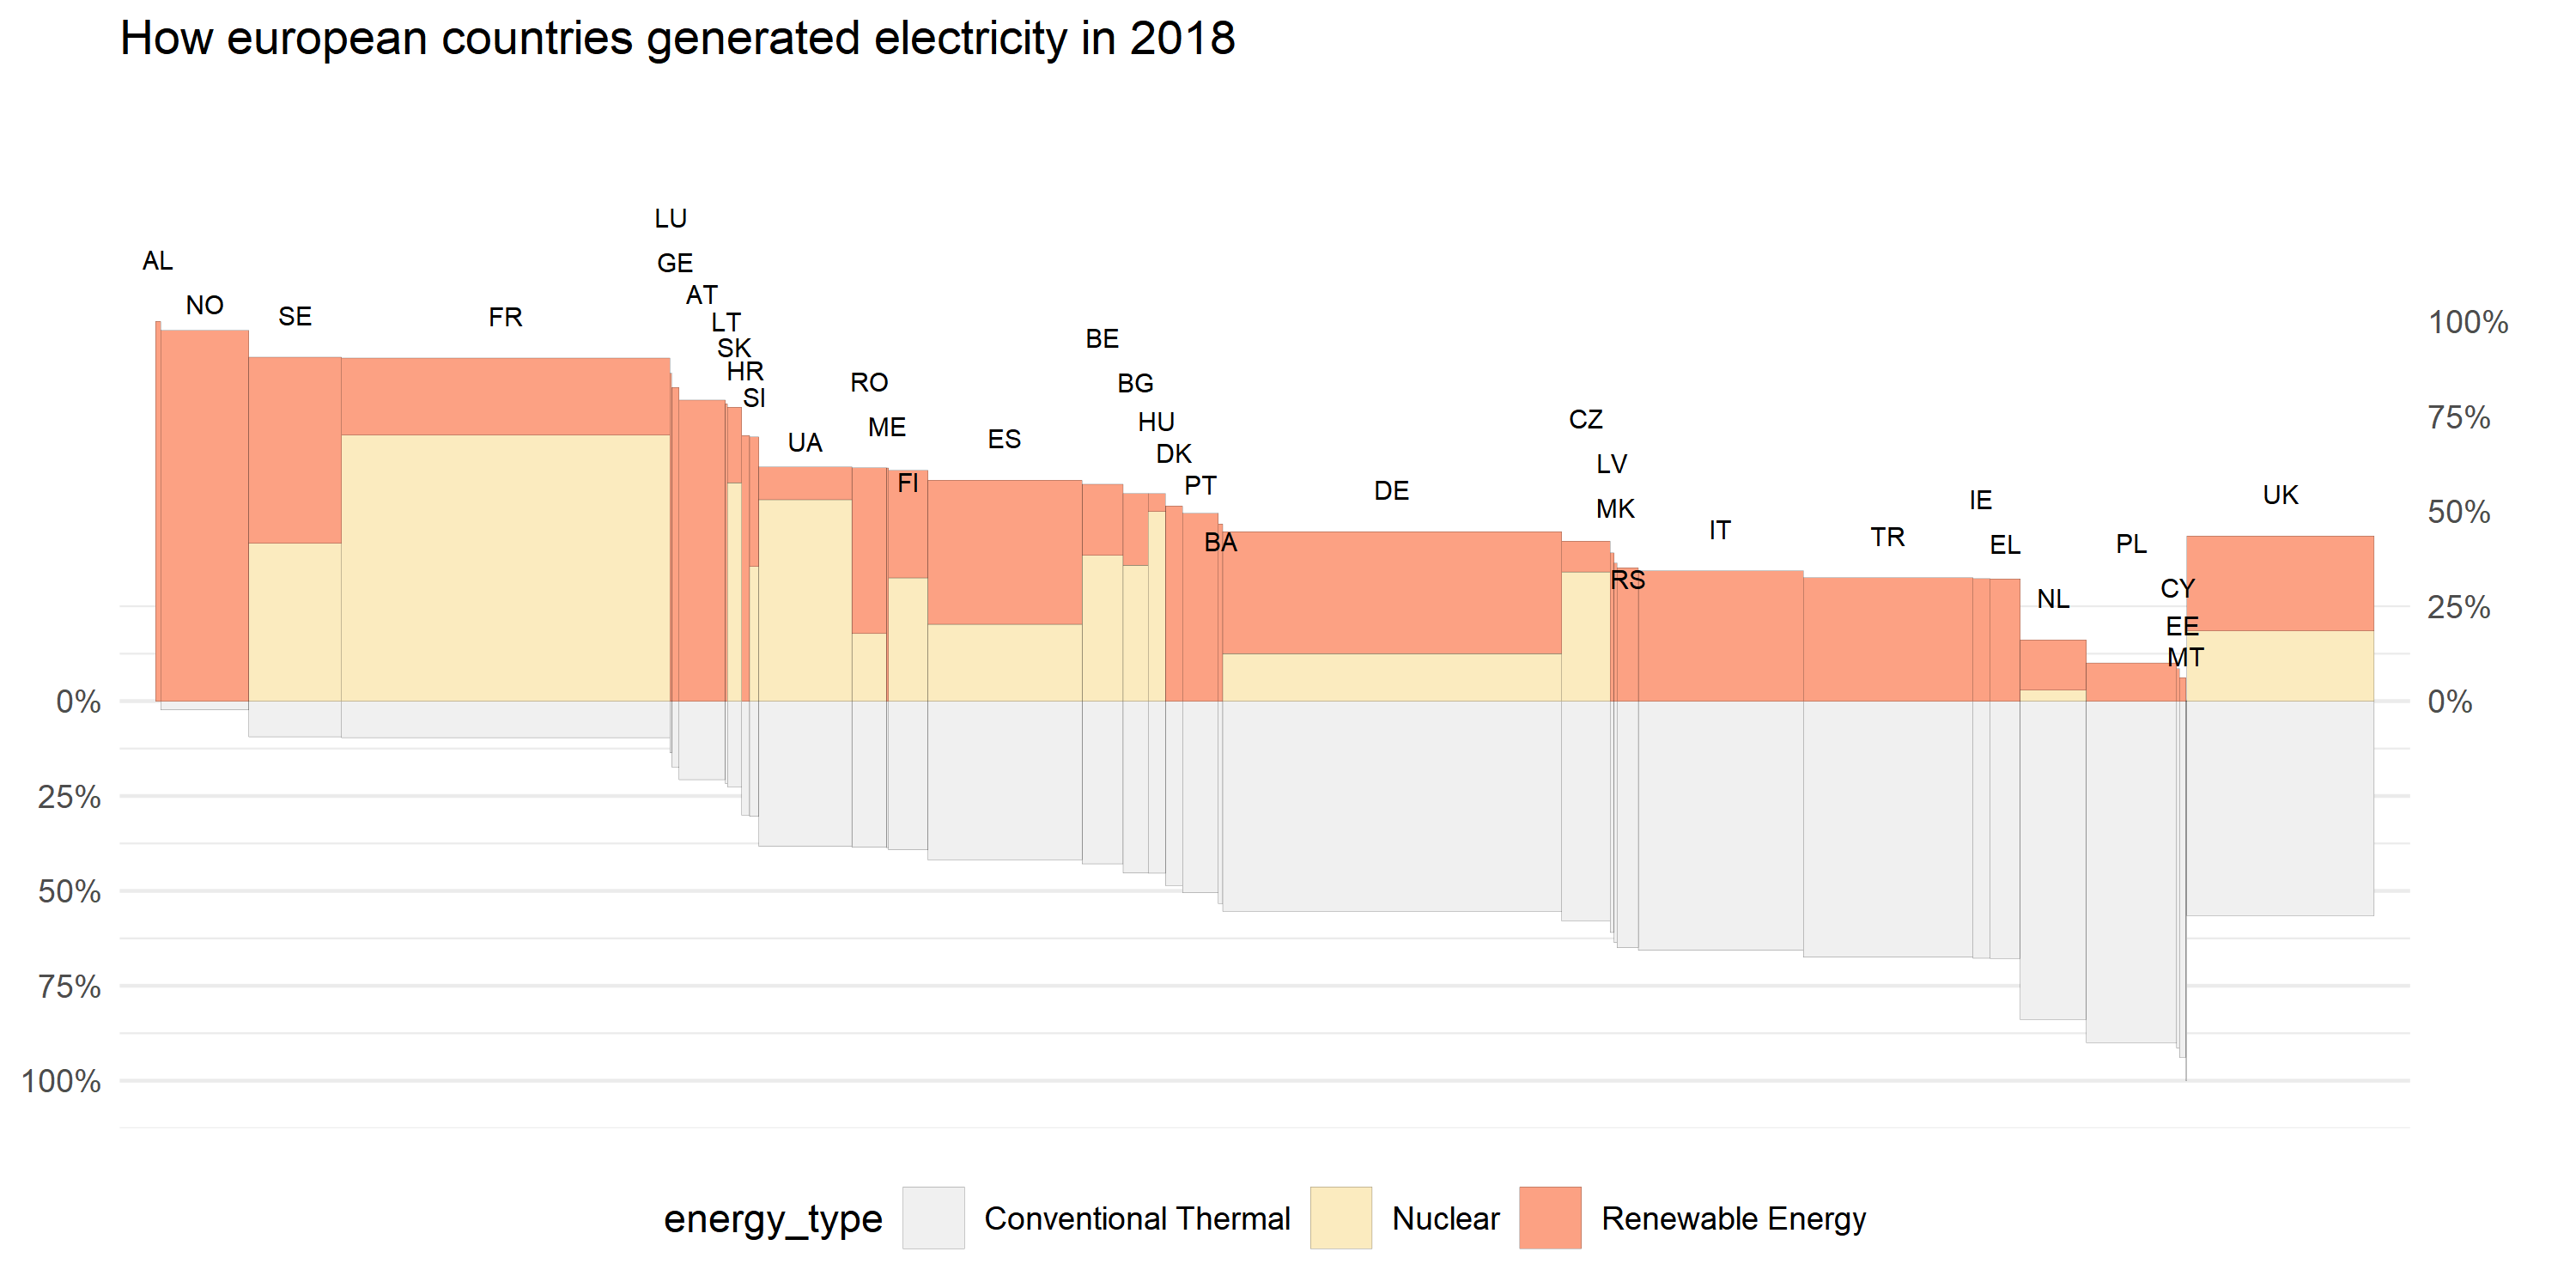 How european countries generated electricity in 2018
LU
AL
GE
AT
NO
SE
FR
LT
SK
HR
SI
RO
ME
UA
ES
FI
BE
BG
HU
DK
PT
BA
DE
CZ
LV
MK
RS
IT
TR
IE
EL
NL
PL
CY
EE
MT
UK
100%
75%
50%
25%
0%
0%
25%
50%
75%
100%
energy_type
Conventional Thermal
Nuclear
Renewable Energy